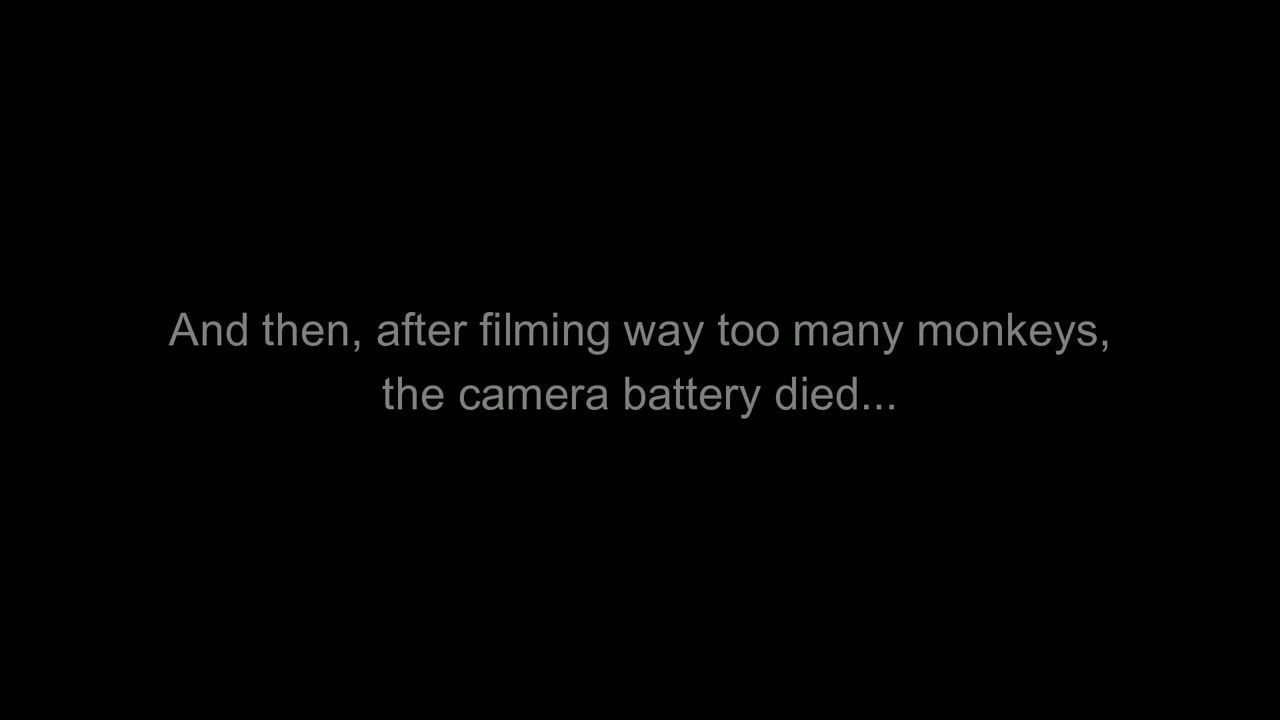 And then, after filming way too many monkeys,
the camera battery died...